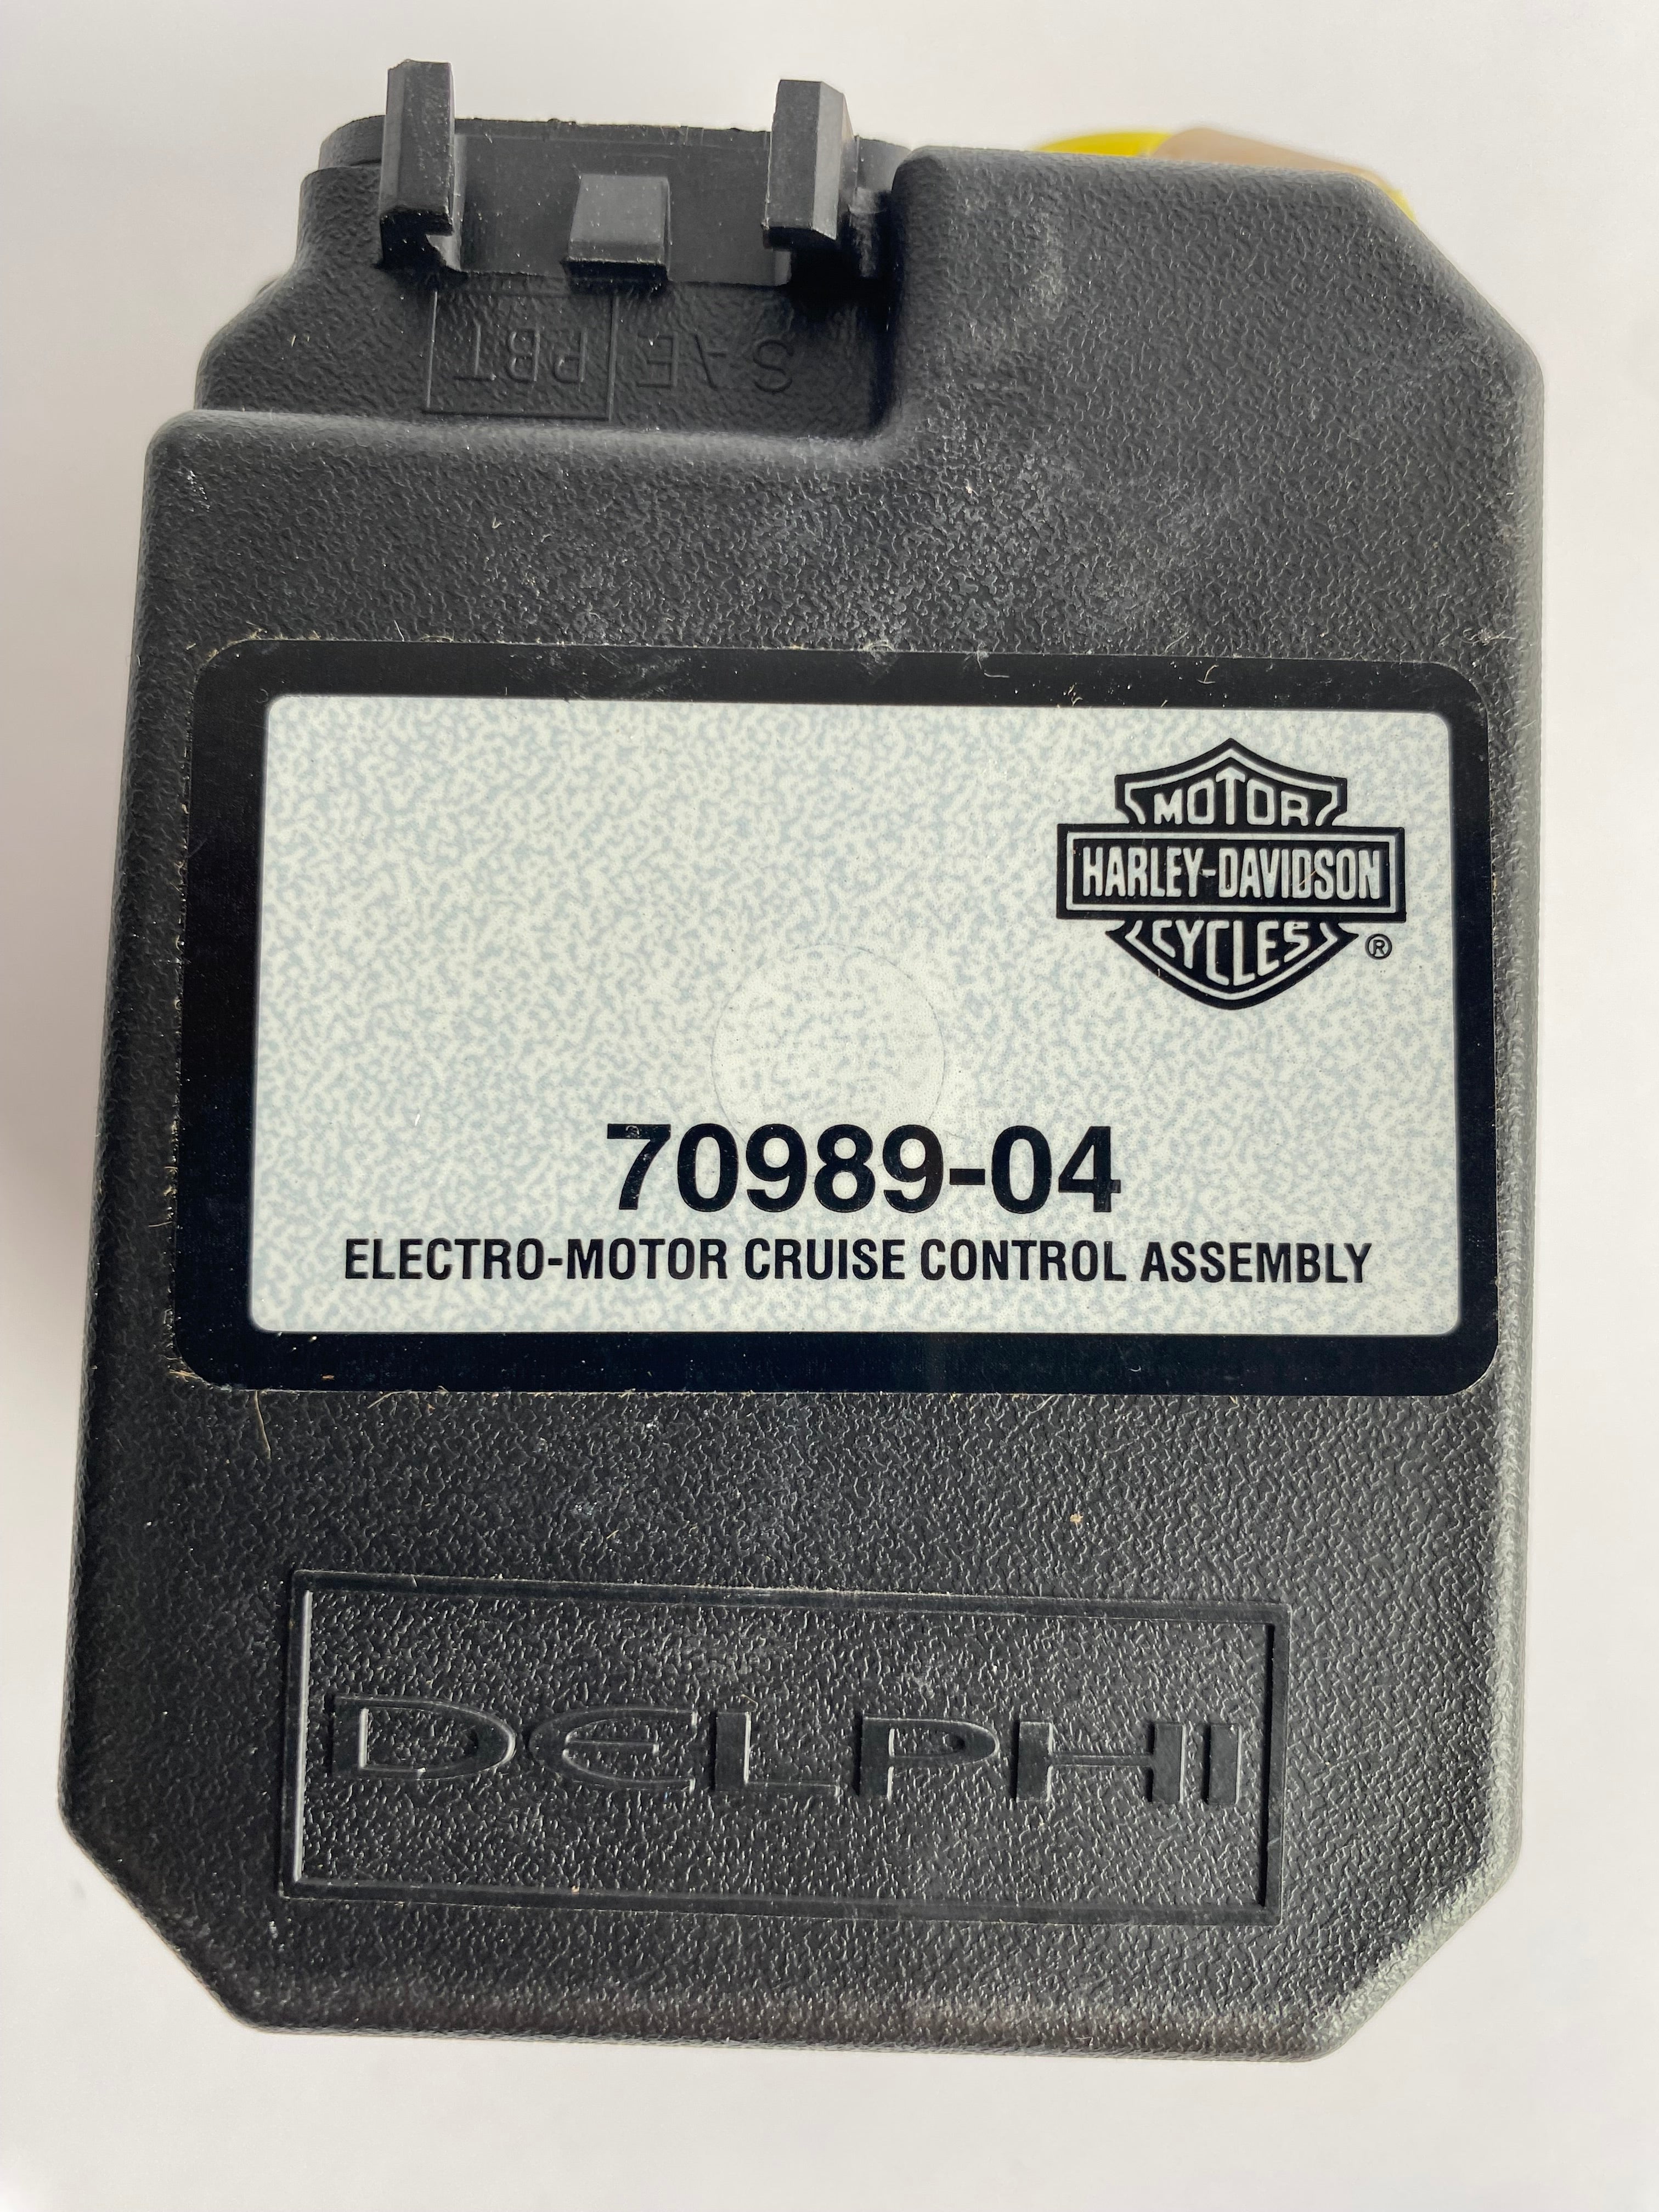 SAE PBT
MOTOR
HARLEY-DAVIDSON
CYCLES
®
70989-04
ELECTRO-MOTOR CRUISE CONTROL ASSEMBLY
DELPHI